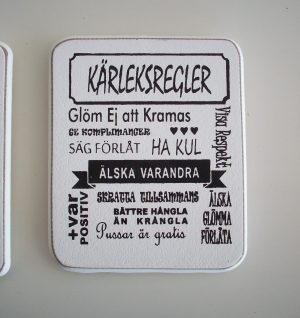 KÄRLEKSREGLER
Glöm Ej att Kramas
GE KOMPLIMANGER
Visa Respekt
SÄG FÖRLÅT HA KUL
ÄLSKA VARANDRA
+var
POSITIV
SKRATTA TILLSAMMANS
BÄTTRE HÅNGLA
ÄN KRÅNGLA
Pussar är gratis
ÄLSKA
GLÖMMA
FÖRLÅTA